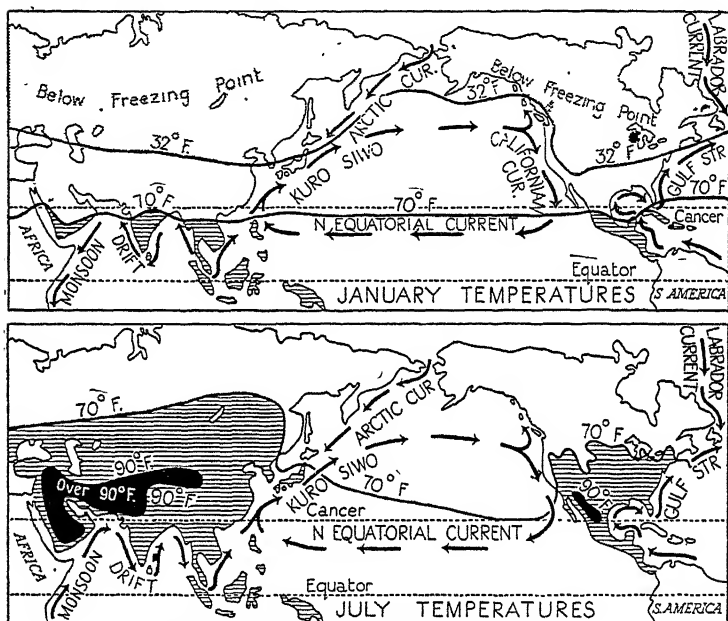 LABRADOR
CURRENT
Below Freezing Point
32° F.
ARCTIC CUR.
32° F.
Below Freezing Point
32° F.
KURO SIWO
CALIFORNIAN CUR.
GULF STR.
70° F.
70° F.
70° F.
Cancer
N EQUATORIAL CURRENT
AFRICA
MONSOON DRIFT
Equator
JANUARY TEMPERATURES
S. AMERICA
LABRADOR
CURRENT
70° F.
ARCTIC CUR
70° F.
90° F.
Over 90° F.
90° F.
KURO SIWO
70° F
90°
GULF STR
Cancer
N EQUATORIAL CURRENT
AFRICA
MONSOON DRIFT
Equator
JULY TEMPERATURES
S. AMERICA